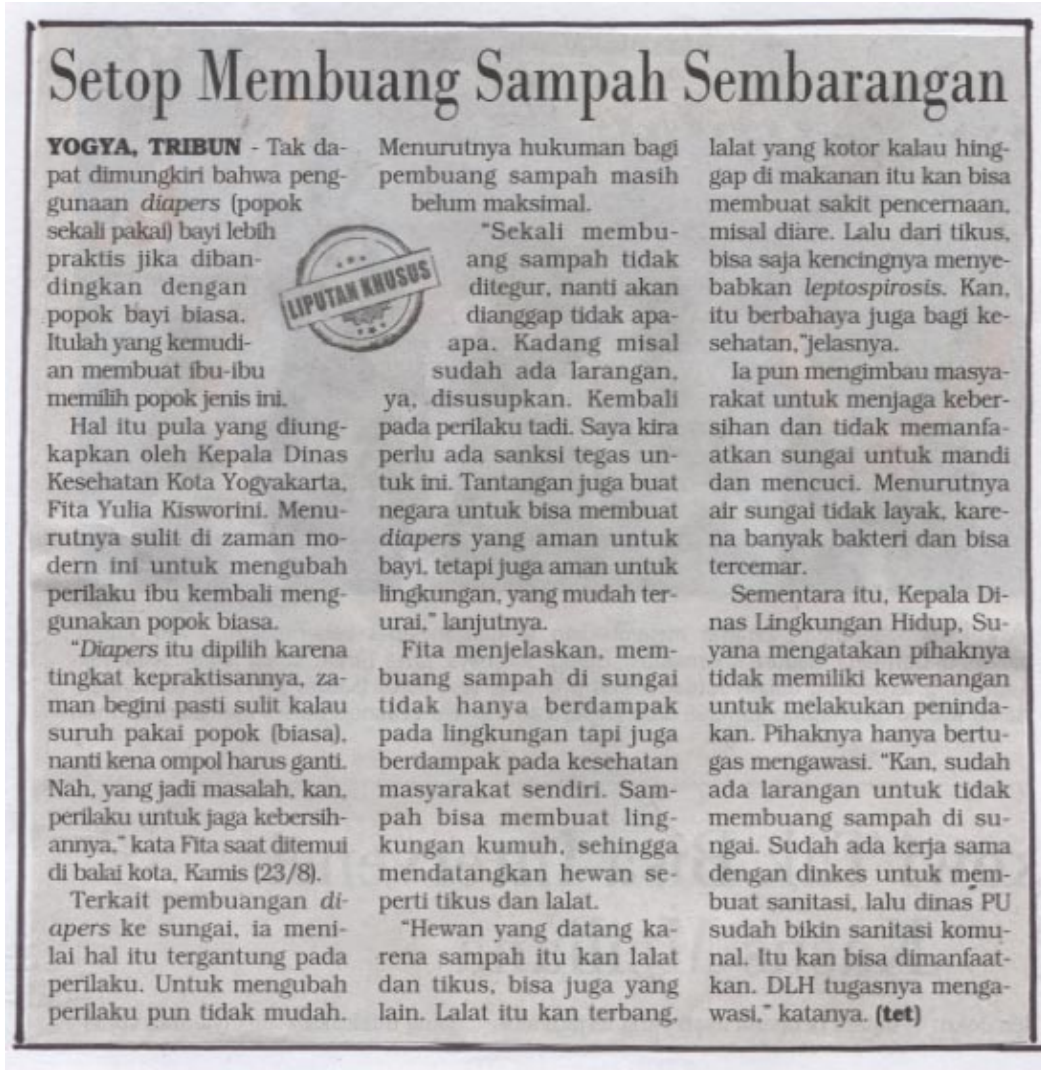 Setop Membuang Sampah Sembarangan
YOGYA, TRIBUN - Tak da-
pat dimungkiri bahwa peng-
gunaan diapers (popok
sekali pakai) bayi lebih
praktis jika diban-
dingkan dengan
popok bayi biasa.
Itulah yang kemudi-
an membuat ibu-ibu
memilih popok jenis ini.
Hal itu pula yang diung-
kapkan oleh Kepala Dinas
Kesehatan Kota Yogyakarta,
Fita Yulia Kisworini. Menu-
rutnya sulit di zaman mo-
dern ini untuk mengubah
perilaku ibu kembali meng-
gunakan popok biasa.
"Diapers itu dipilih karena
tingkat kepraktisannya, za-
man begini pasti sulit kalau
suruh pakai popok (biasa),
nanti kena ompol harus ganti.
Nah, yang jadi masalah, kan,
perilaku untuk jaga kebersih-
annya," kata Fita saat ditemui
di balai kota, Kamis (23/8).
Terkait pembuangan di-
apers ke sungai, ia meni-
lai hal itu tergantung pada
perilaku. Untuk mengubah
perilaku pun tidak mudah.
LIPUTAN KHUSUS
Menurutnya hukuman bagi
pembuang sampah masih
belum maksimal.
"Sekali membu-
ang sampah tidak
ditegur, nanti akan
dianggap tidak apa-
apa. Kadang misal
sudah ada larangan,
ya, disusupkan. Kembali
pada perilaku tadi. Saya kira
perlu ada sanksi tegas un-
tuk ini. Tantangan juga buat
negara untuk bisa membuat
diapers yang aman untuk
bayi, tetapi juga aman untuk
lingkungan, yang mudah ter-
urai," lanjutnya.
Fita menjelaskan, mem-
buang sampah di sungai
tidak hanya berdampak
pada lingkungan tapi juga
berdampak pada kesehatan
masyarakat sendiri. Sam-
pah bisa membuat ling-
kungan kumuh, sehingga
mendatangkan hewan se-
perti tikus dan lalat.
"Hewan yang datang ka-
rena sampah itu kan lalat
dan tikus, bisa juga yang
lain. Lalat itu kan terbang,
lalat yang kotor kalau hing-
gap di makanan itu kan bisa
membuat sakit pencernaan,
misal diare. Lalu dari tikus,
bisa saja kencingnya menye-
babkan leptospirosis. Kan,
itu berbahaya juga bagi ke-
sehatan,"jelasnya.
Ia pun mengimbau masya-
rakat untuk menjaga keber-
sihan dan tidak memanfa-
atkan sungai untuk mandi
dan mencuci. Menurutnya
air sungai tidak layak, kare-
na banyak bakteri dan bisa
tercemar.
Sementara itu, Kepala Di-
nas Lingkungan Hidup, Su-
yana mengatakan pihaknya
tidak memiliki kewenangan
untuk melakukan peninda-
kan. Pihaknya hanya bertu-
gas mengawasi. "Kan, sudah
ada larangan untuk tidak
membuang sampah di su-
ngai. Sudah ada kerja sama
dengan dinkes untuk mem-
buat sanitasi, lalu dinas PU
sudah bikin sanitasi komu-
nal. Itu kan bisa dimanfaat-
kan. DLH tugasnya menga-
wasi," katanya. (tet)